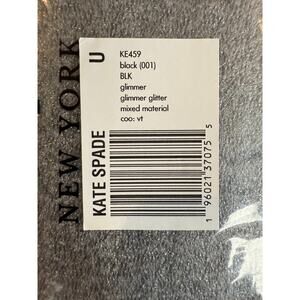 KE459
black (001)
BLK
glimmer
glimmer glitter
mixed material
coo: vt
U
KATE SPADE
NEW YORK
1 96021 37075 5